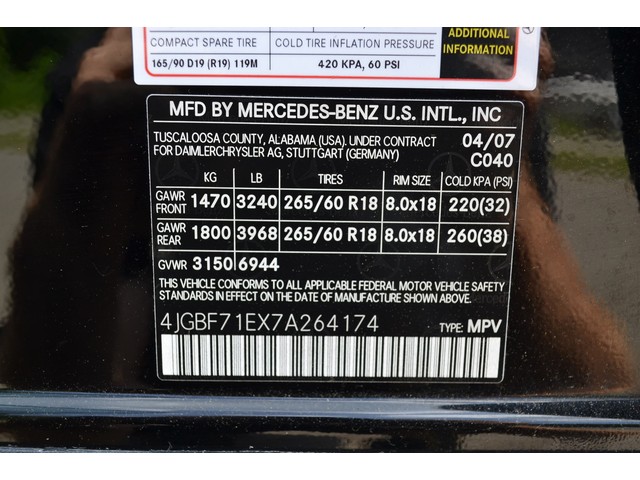 COMPACT SPARE TIRE COLD TIRE INFLATION PRESSURE
165/90 D19 (R19) 119M 420 KPA, 60 PSI
ADDITIONAL
INFORMATION
MFD BY MERCEDES-BENZ U.S. INTL., INC
TUSCALOOSA COUNTY, ALABAMA (USA). UNDER CONTRACT
FOR DAIMLERCHRYSLER AG, STUTTGART (GERMANY)
04/07
C040
KG LB TIRES RIM SIZE COLD KPA (PSI)
GAWR FRONT 1470 3240 265/60 R18 8.0x18 220(32)
GAWR REAR 1800 3968 265/60 R18 8.0x18 260(38)
GVWR 3150 6944
THIS VEHICLE CONFORMS TO ALL APPLICABLE FEDERAL MOTOR VEHICLE SAFETY
STANDARDS IN EFFECT ON THE DATE OF MANUFACTURE SHOWN ABOVE.
4JGBF71EX7A264174 TYPE: MPV